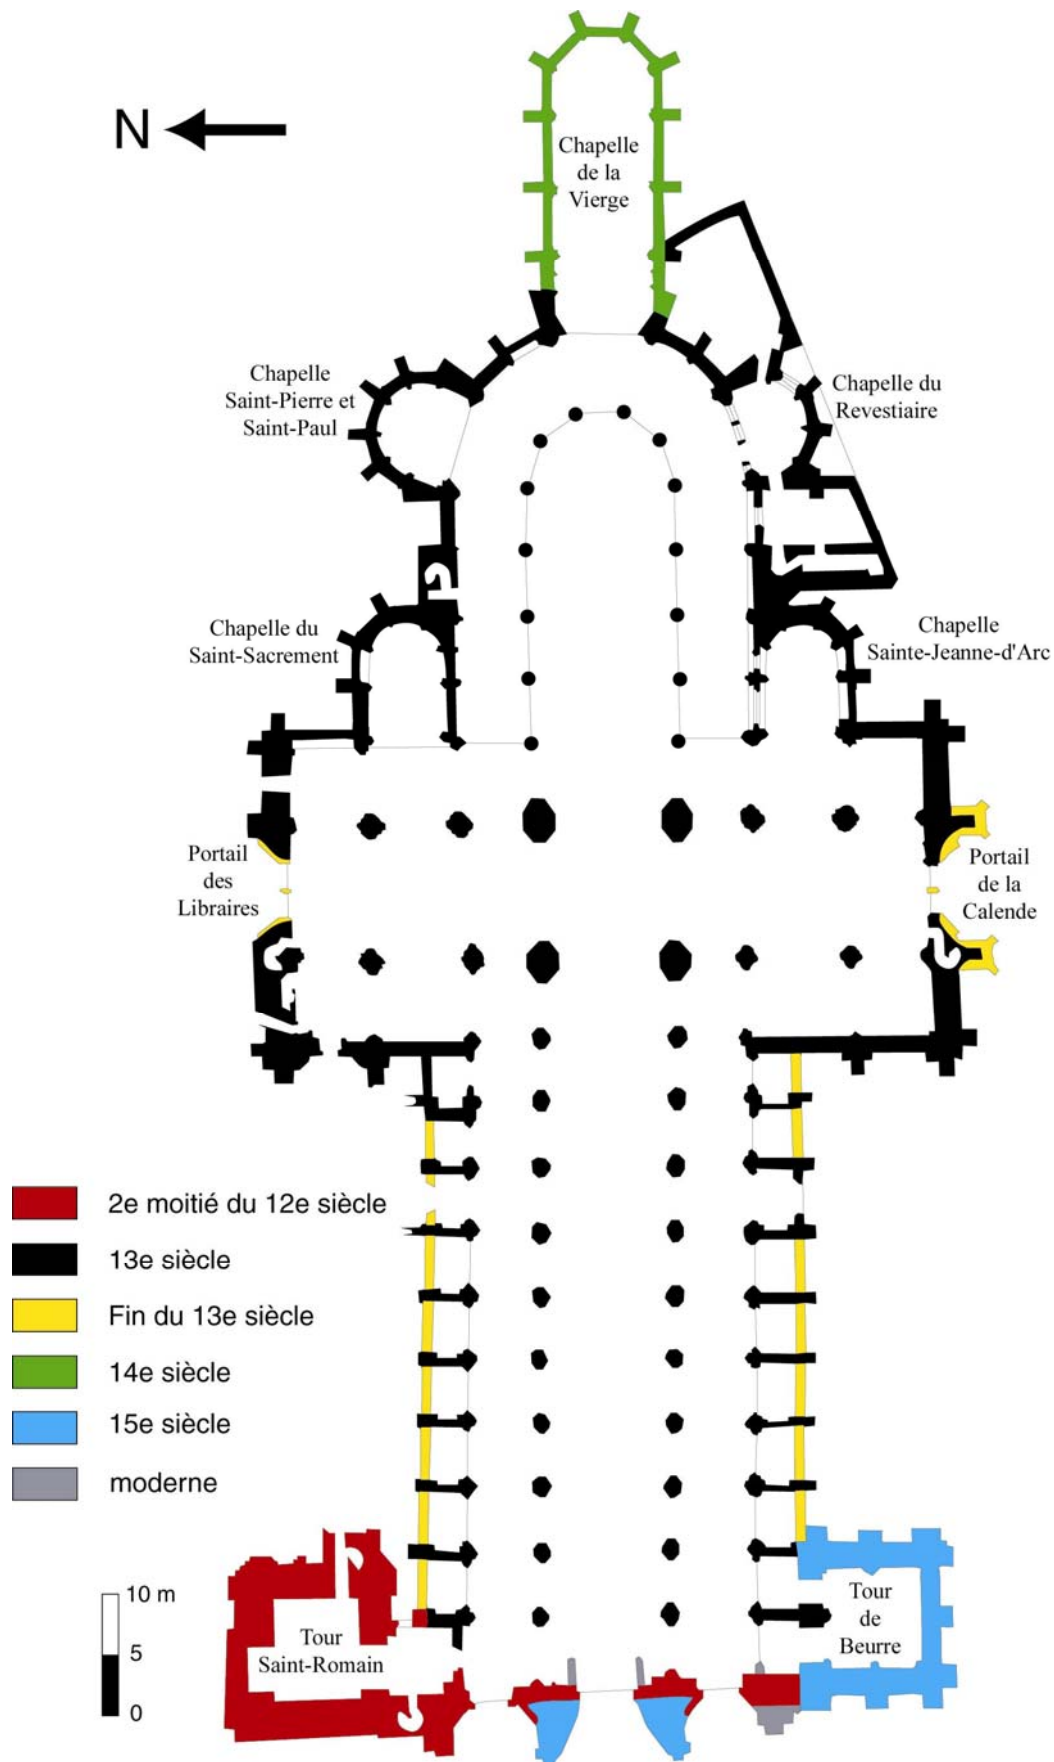 N
Chapelle
de la
Vierge
Chapelle
Saint-Pierre et
Saint-Paul
Chapelle du
Revestiaire
Chapelle du
Saint-Sacrement
Chapelle
Sainte-Jeanne-d'Arc
Portail
des
Libraires
Portail
de la
Calende
2e moitié du 12e siècle
13e siècle
Fin du 13e siècle
14e siècle
15e siècle
moderne
10 m
5
0
Tour
Saint-Romain
Tour
de
Beurre